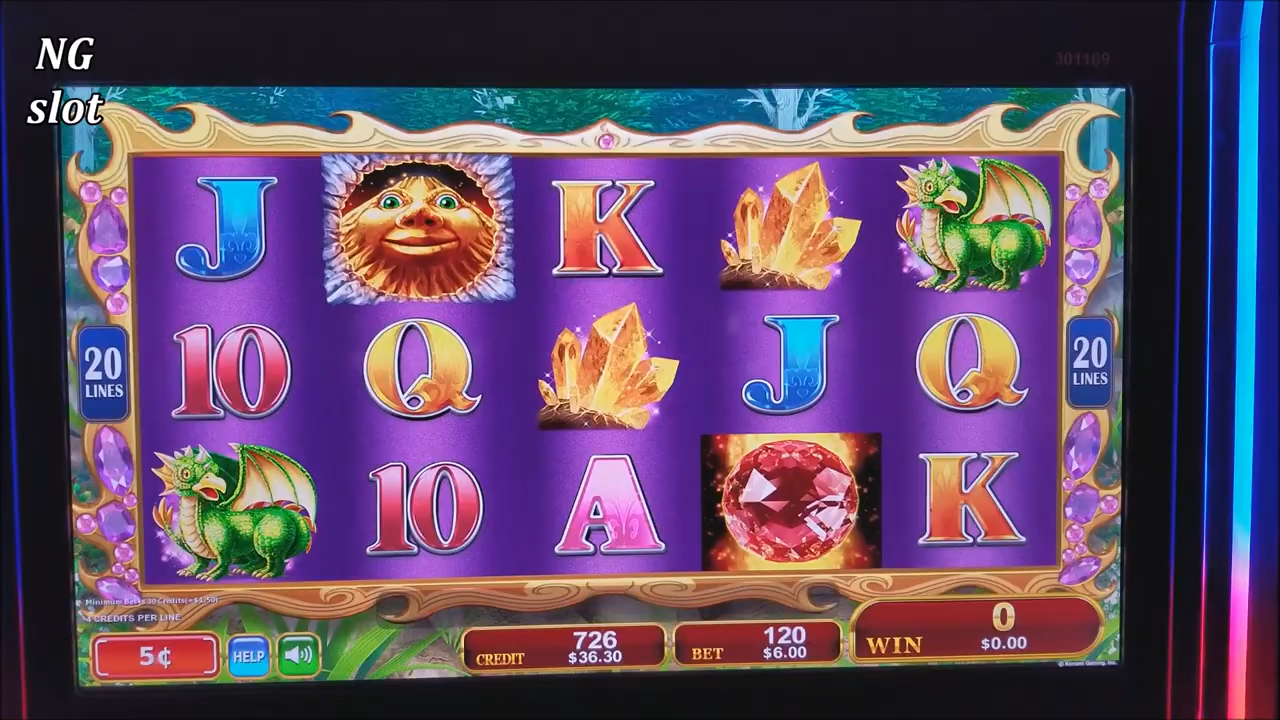 NG
slot
301109
J
K
20
LINES
10
Q
J
Q
20
LINES
10
A
K
Minimum Bet is 30 Credits(=$1.50)
4 CREDITS PER LINE
5¢
HELP
CREDIT
726
$36.30
BET
120
$6.00
WIN
0
$0.00
© Konami Gaming, Inc.